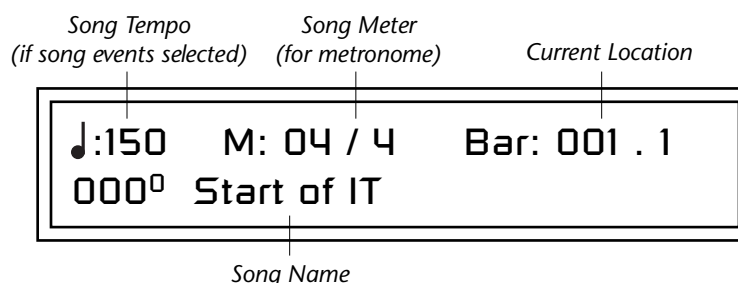 Song Tempo
(if song events selected)
Song Meter
(for metronome)
Current Location
♩:150 M: 04 / 4 Bar: 001 . 1
000⁰ Start of IT
Song Name